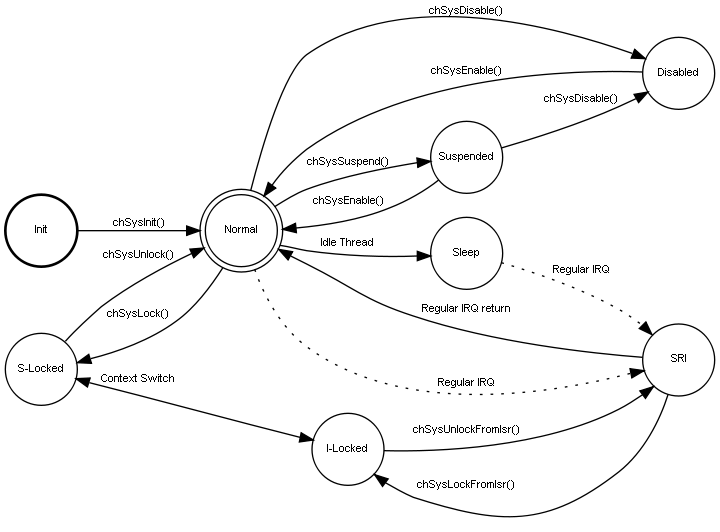 chSysDisable()
chSysEnable()
Disabled
chSysDisable()
Suspended
chSysSuspend()
chSysEnable()
Init
chSysInit()
Normal
Idle Thread
Sleep
chSysUnlock()
Regular IRQ
chSysLock()
Regular IRQ return
SRI
S-Locked
Context Switch
Regular IRQ
chSysUnlockFromIsr()
I-Locked
chSysLockFromIsr()